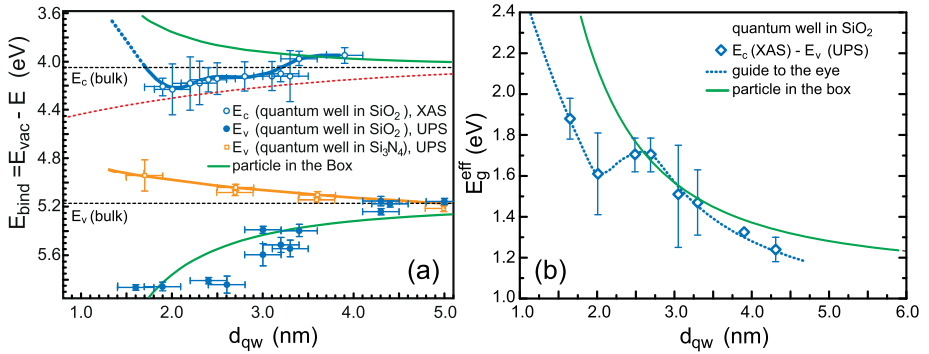 E_bind = E_vac - E (eV)
4.0
4.4
4.8
5.2
5.6
E_c (bulk)
E_c (quantum well in SiO_2), XAS
E_v (quantum well in SiO_2), UPS
E_v (quantum well in Si_3N_4), UPS
particle in the Box
E_v (bulk)
(a)
1.0 2.0 3.0 4.0 5.0
d_qw (nm)
E_g^eff (eV)
2.4
2.2
2.0
1.8
1.6
1.4
1.2
1.0
quantum well in SiO_2
E_c (XAS) - E_v (UPS)
guide to the eye
particle in the box
(b)
1.0 2.0 3.0 4.0 5.0 6.0
d_qw (nm)